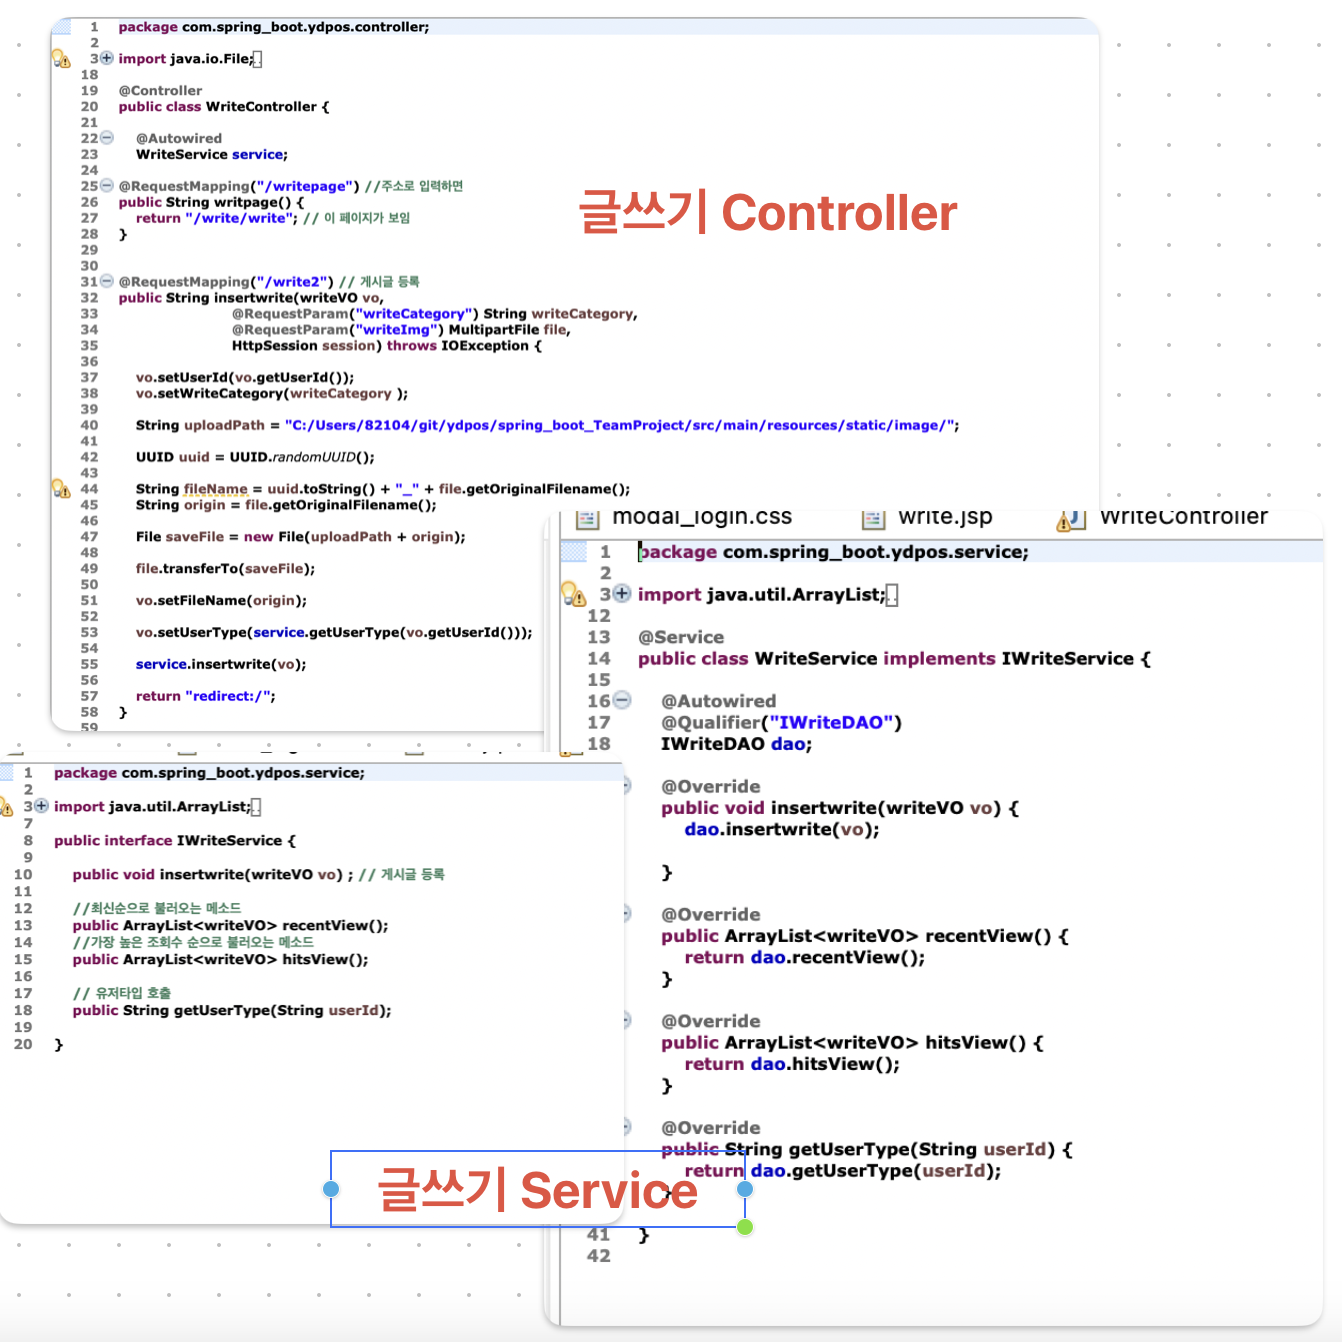 1 package com.spring_boot.ydpos.controller;
2
3 import java.io.File;
18
19 @Controller
20 public class WriteController {
21
22 @Autowired
23 WriteService service;
24
25 @RequestMapping("/writepage") //주소로 입력하면
26 public String writpage() {
27 return "/write/write"; // 이 페이지가 보임
28 }
29
30
31 @RequestMapping("/write2") // 게시글 등록
32 public String insertwrite(writeVO vo,
33 @RequestParam("writeCategory") String writeCategory,
34 @RequestParam("writeImg") MultipartFile file,
35 HttpSession session) throws IOException {
36
37 vo.setUserId(vo.getUserId());
38 vo.setWriteCategory(writeCategory );
39
40 String uploadPath = "C:/Users/82104/git/ydpos/spring_boot_TeamProject/src/main/resources/static/image/";
41
42 UUID uuid = UUID.randomUUID();
43
44 String fileName = uuid.toString() + "_" + file.getOriginalFilename();
45 String origin = file.getOriginalFilename();
46
47 File saveFile = new File(uploadPath + origin);
48
49 file.transferTo(saveFile);
50
51 vo.setFileName(origin);
52
53 vo.setUserType(service.getUserType(vo.getUserId()));
54
55 service.insertwrite(vo);
56
57 return "redirect:/";
58 }
59
글쓰기 Controller
modal_login.css write.jsp WriteController
1 package com.spring_boot.ydpos.service;
2
3 import java.util.ArrayList;
12
13 @Service
14 public class WriteService implements IWriteService {
15
16 @Autowired
17 @Qualifier("IWriteDAO")
18 IWriteDAO dao;
@Override
public void insertwrite(writeVO vo) {
dao.insertwrite(vo);
}
@Override
public ArrayList<writeVO> recentView() {
return dao.recentView();
}
@Override
public ArrayList<writeVO> hitsView() {
return dao.hitsView();
}
@Override
public String getUserType(String userId) {
return dao.getUserType(userId);
}
41 }
42
1 package com.spring_boot.ydpos.service;
2
3 import java.util.ArrayList;
7
8 public interface IWriteService {
9
10 public void insertwrite(writeVO vo) ; // 게시글 등록
11
12 //최신순으로 불러오는 메소드
13 public ArrayList<writeVO> recentView();
14 //가장 높은 조회수 순으로 불러오는 메소드
15 public ArrayList<writeVO> hitsView();
16
17 // 유저타입 호출
18 public String getUserType(String userId);
19
20 }
글쓰기 Service